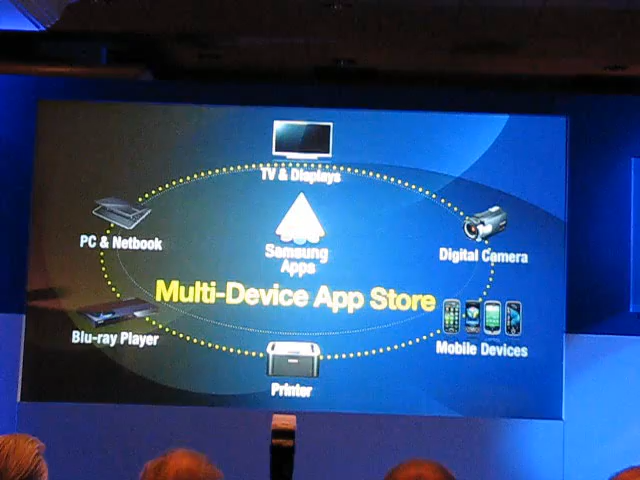 TV & Displays
PC & Netbook
Samsung
Apps
Digital Camera
Multi-Device App Store
Blu-ray Player
Mobile Devices
Printer